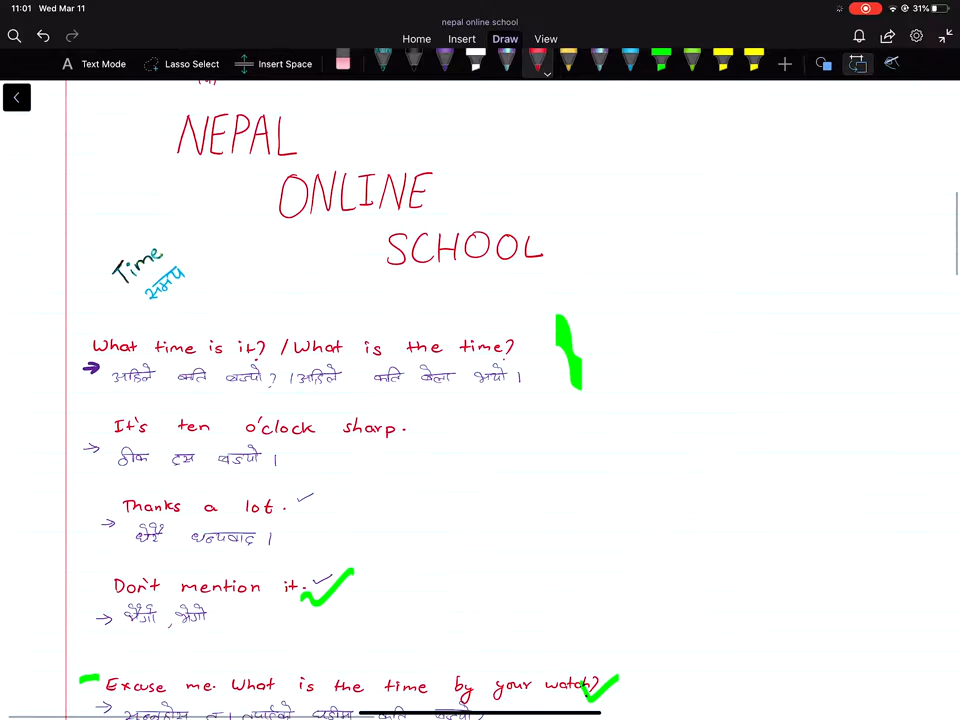 11:01 Wed Mar 11
31%
nepal online school
Home Insert Draw View
Text Mode Lasso Select Insert Space
NEPAL
ONLINE
SCHOOL
Time
समय
What time is it? / What is the time?
अहिले कति बज्यो ? । अहिले कति बेला भयो ।
It's ten o'clock sharp.
ठीक दस बज्यो ।
Thanks a lot.
धेरै धन्यवाद ।
Don't mention it.
भैगो , भैगो
Excuse me. What is the time by your watch?